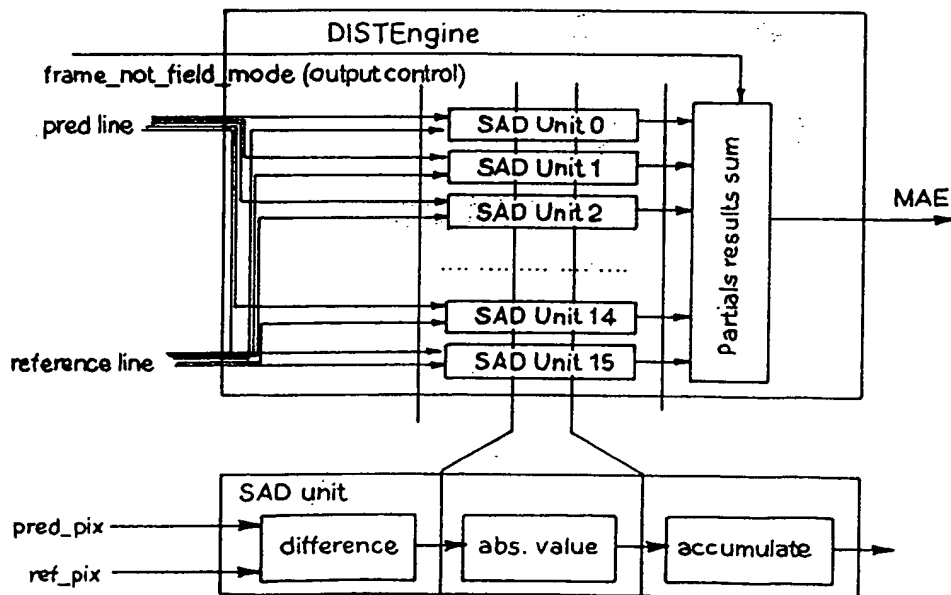 DISTEngine
frame_not_field_mode (output control)
pred line
SAD Unit 0
SAD Unit 1
SAD Unit 2
..... ........ ......
SAD Unit 14
SAD Unit 15
reference line
Partials results sum
MAE
SAD unit
pred_pix
ref_pix
difference
abs. value
accumulate